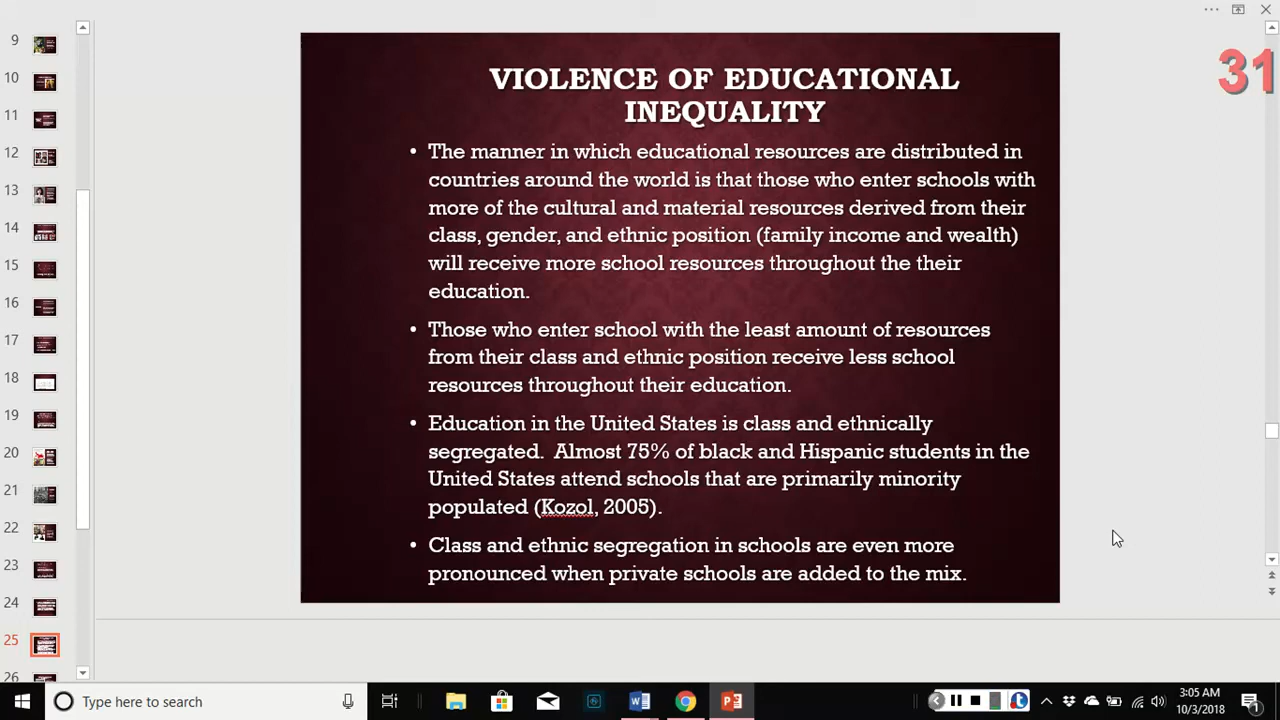 9
10
11
12
13
14
15
16
17
18
19
20
21
22
23
24
25
26
VIOLENCE OF EDUCATIONAL
INEQUALITY
• The manner in which educational resources are distributed in
countries around the world is that those who enter schools with
more of the cultural and material resources derived from their
class, gender, and ethnic position (family income and wealth)
will receive more school resources throughout the their
education.
• Those who enter school with the least amount of resources
from their class and ethnic position receive less school
resources throughout their education.
• Education in the United States is class and ethnically
segregated.  Almost 75% of black and Hispanic students in the
United States attend schools that are primarily minority
populated (Kozol, 2005).
• Class and ethnic segregation in schools are even more
pronounced when private schools are added to the mix.
31
Type here to search
3:05 AM
10/3/2018
1